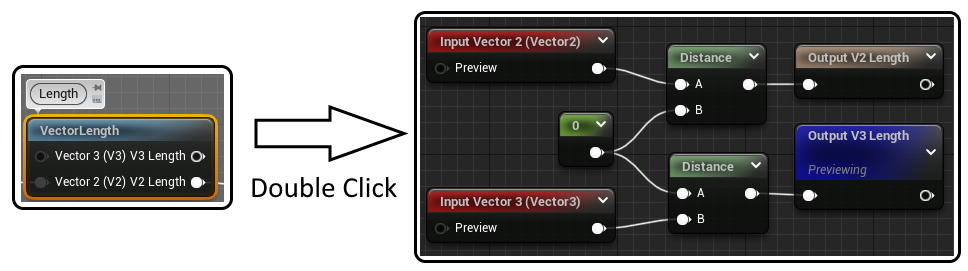 Length
VectorLength
Vector 3 (V3) V3 Length
Vector 2 (V2) V2 Length
Double Click
Input Vector 2 (Vector2)
Preview
0
Input Vector 3 (Vector3)
Preview
Distance
A
B
Distance
A
B
Output V2 Length
Output V3 Length
Previewing